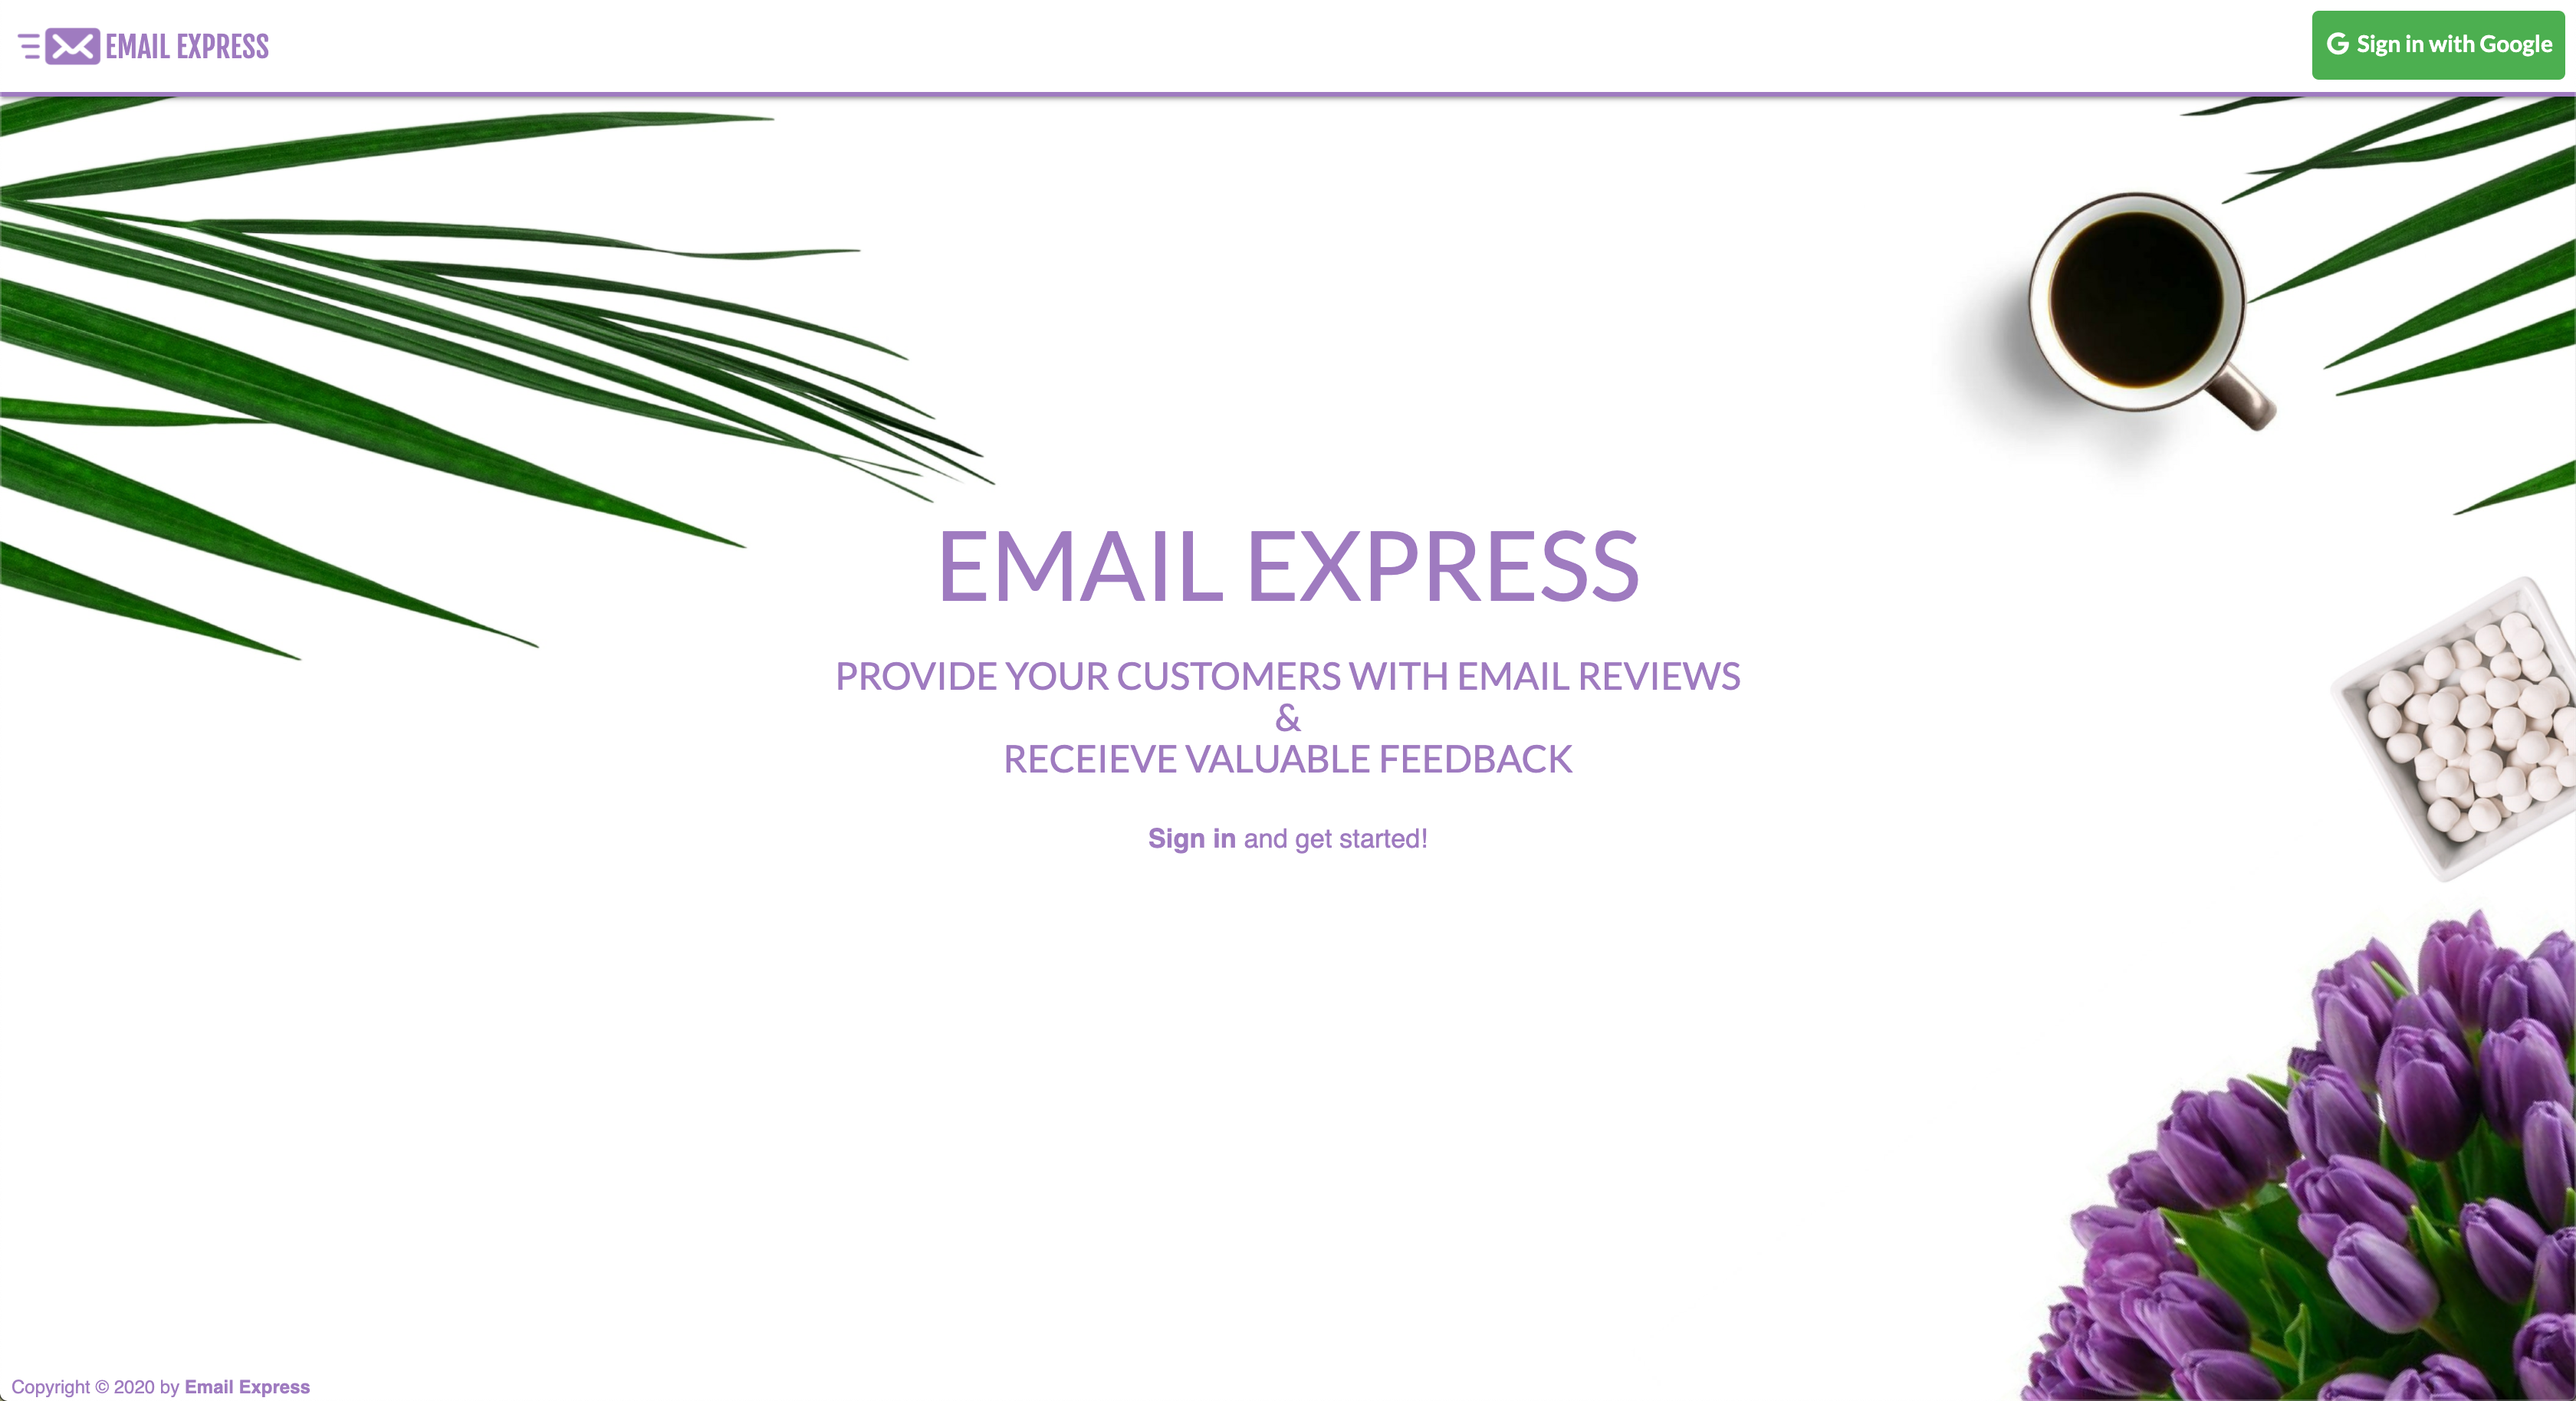 EMAIL EXPRESS
Sign in with Google
EMAIL EXPRESS
PROVIDE YOUR CUSTOMERS WITH EMAIL REVIEWS
&
RECEIEVE VALUABLE FEEDBACK
Sign in and get started!
Copyright © 2020 by Email Express